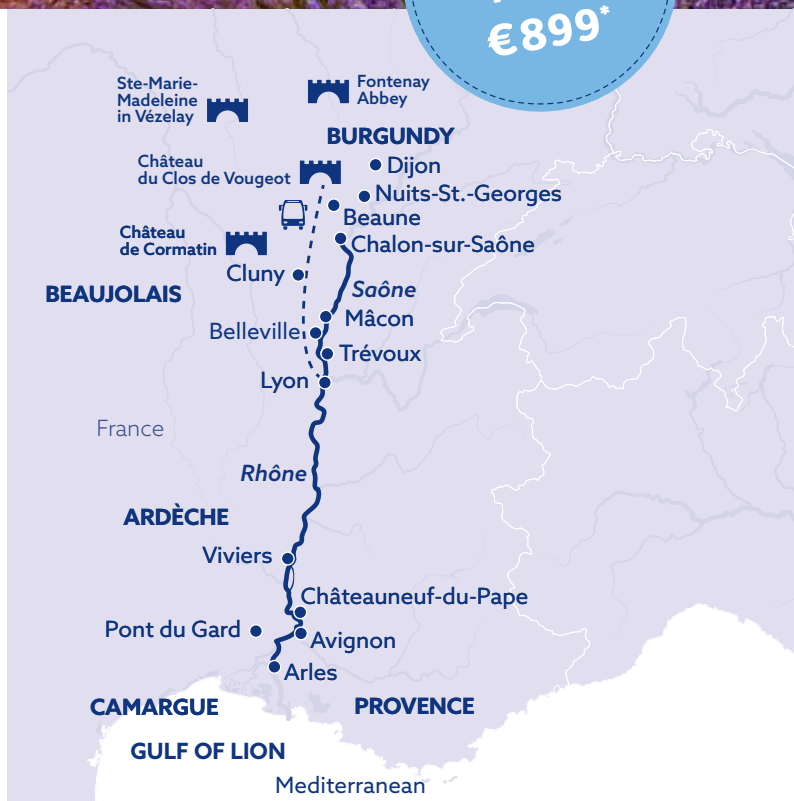 €899*
Ste-Marie-
Madeleine
in Vézelay
Fontenay
Abbey
BURGUNDY
Château
du Clos de Vougeot
Dijon
Nuits-St.-Georges
Beaune
Château
de Cormatin
Chalon-sur-Saône
Cluny
BEAUJOLAIS
Saône
Mâcon
Belleville
Trévoux
Lyon
France
Rhône
ARDÈCHE
Viviers
Châteauneuf-du-Pape
Pont du Gard
Avignon
Arles
CAMARGUE
PROVENCE
GULF OF LION
Mediterranean